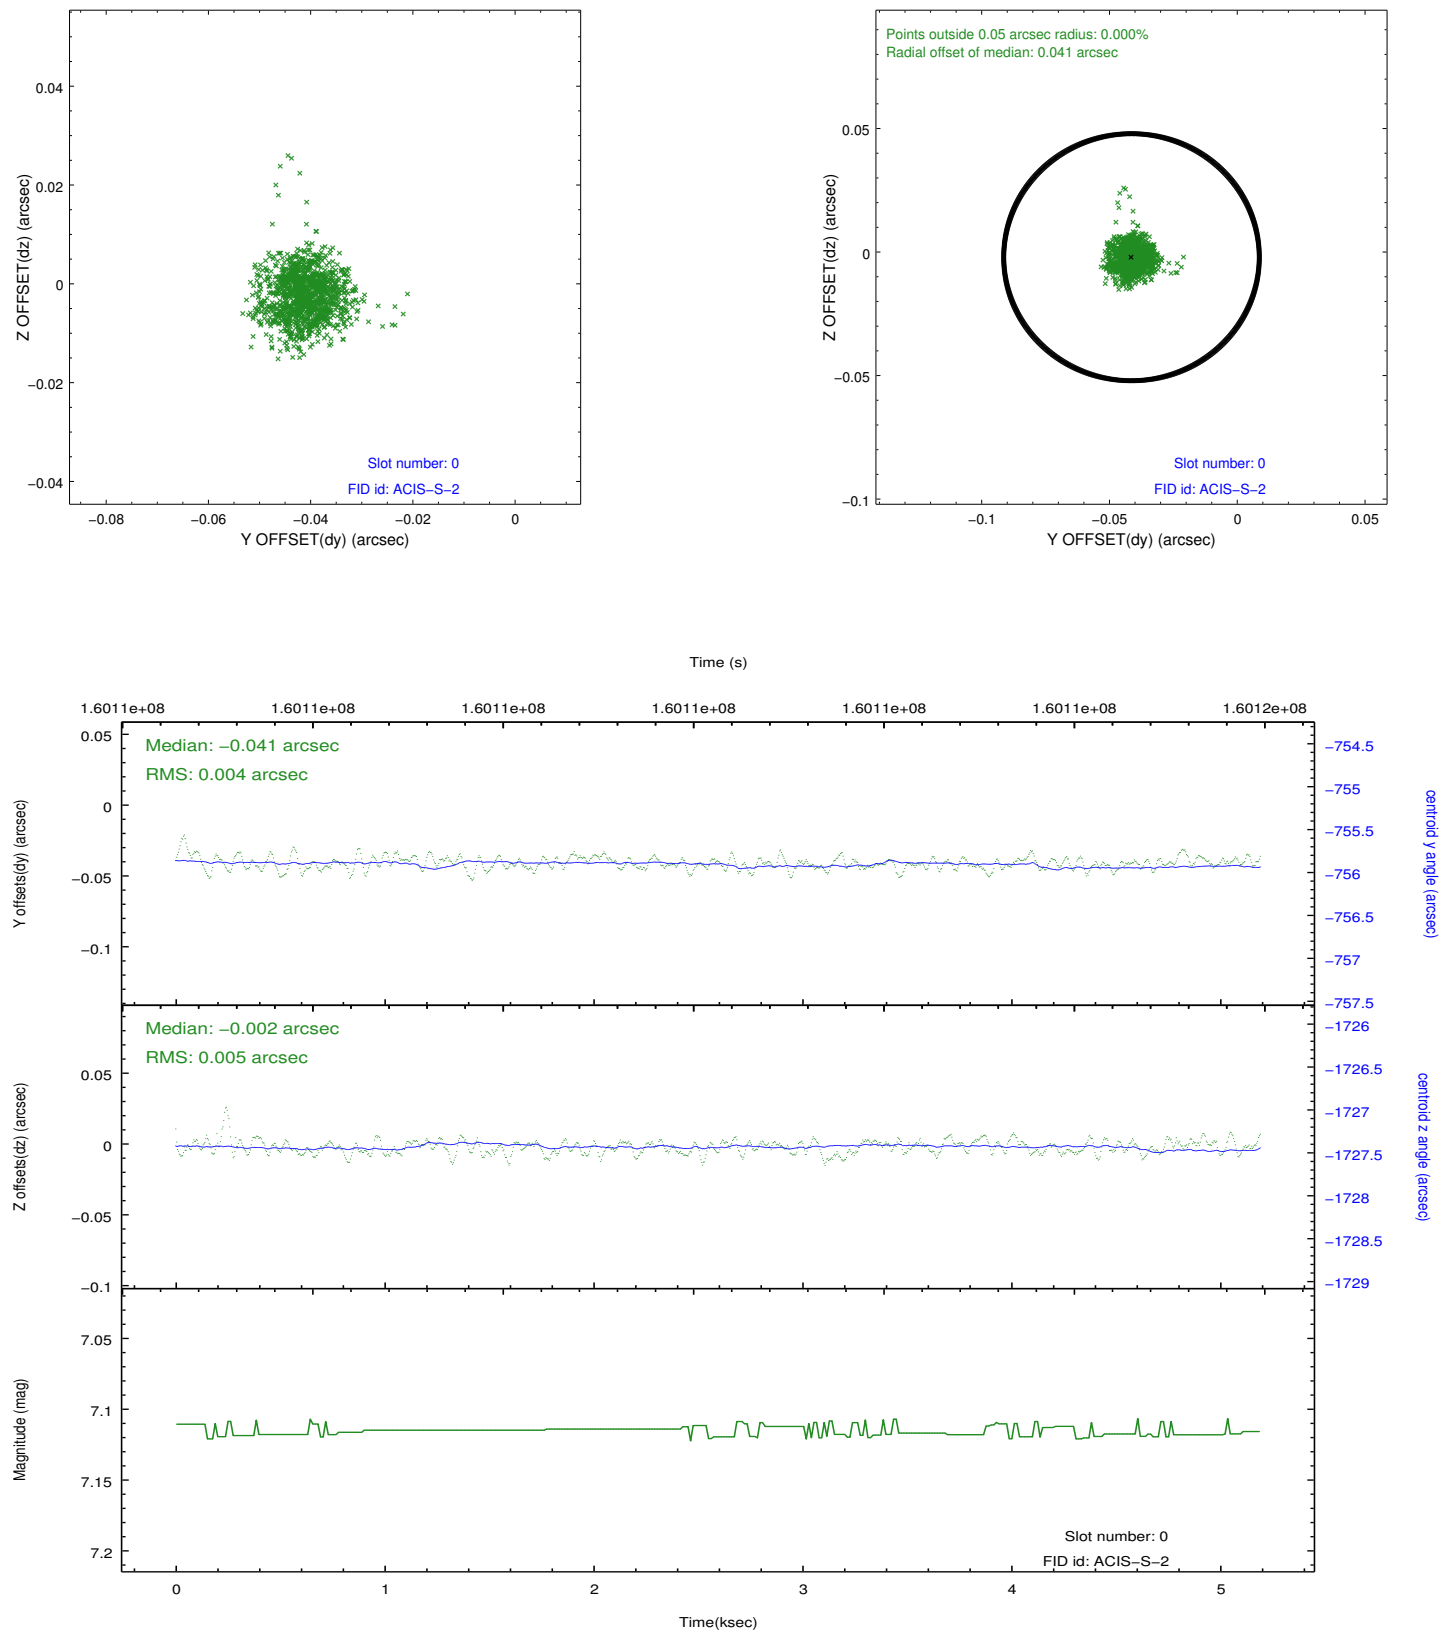 0.04
0.02
0
−0.02
−0.04
Z OFFSET(dz) (arcsec)
Slot number: 0
FID id: ACIS−S−2
−0.08
−0.06
−0.04
−0.02
0
Y OFFSET(dy) (arcsec)
Points outside 0.05 arcsec radius: 0.000%
Radial offset of median: 0.041 arcsec
0.05
0
−0.05
−0.1
Z OFFSET(dz) (arcsec)
Slot number: 0
FID id: ACIS−S−2
−0.1
−0.05
0
0.05
Y OFFSET(dy) (arcsec)
Time (s)
1.6011e+08 1.6011e+08 1.6011e+08 1.6011e+08 1.6011e+08 1.6011e+08 1.6012e+08
Median: −0.041 arcsec
RMS: 0.004 arcsec
0.05
0
−0.05
−0.1
Y offsets(dy) (arcsec)
−754.5
−755
−755.5
−756
−756.5
−757
−757.5
centroid y angle (arcsec)
Median: −0.002 arcsec
RMS: 0.005 arcsec
0.05
0
−0.05
−0.1
Z offsets(dz) (arcsec)
−1726
−1726.5
−1727
−1727.5
−1728
−1728.5
−1729
centroid z angle (arcsec)
7.05
7.1
7.15
7.2
Magnitude (mag)
Slot number: 0
FID id: ACIS−S−2
0 1 2 3 4 5
Time(ksec)